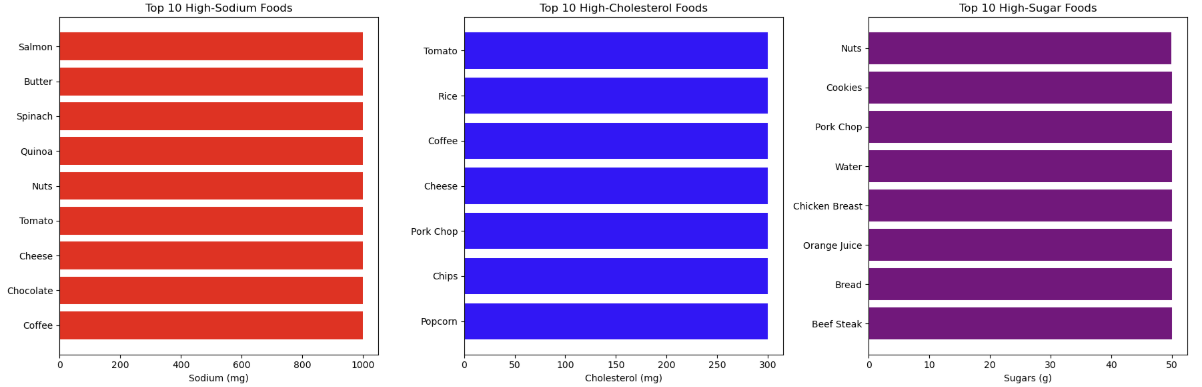 Top 10 High-Sodium Foods
Salmon
Butter
Spinach
Quinoa
Nuts
Tomato
Cheese
Chocolate
Coffee
0 200 400 600 800 1000
Sodium (mg)
Top 10 High-Cholesterol Foods
Tomato
Rice
Coffee
Cheese
Pork Chop
Chips
Popcorn
0 50 100 150 200 250 300
Cholesterol (mg)
Top 10 High-Sugar Foods
Nuts
Cookies
Pork Chop
Water
Chicken Breast
Orange Juice
Bread
Beef Steak
0 10 20 30 40 50
Sugars (g)